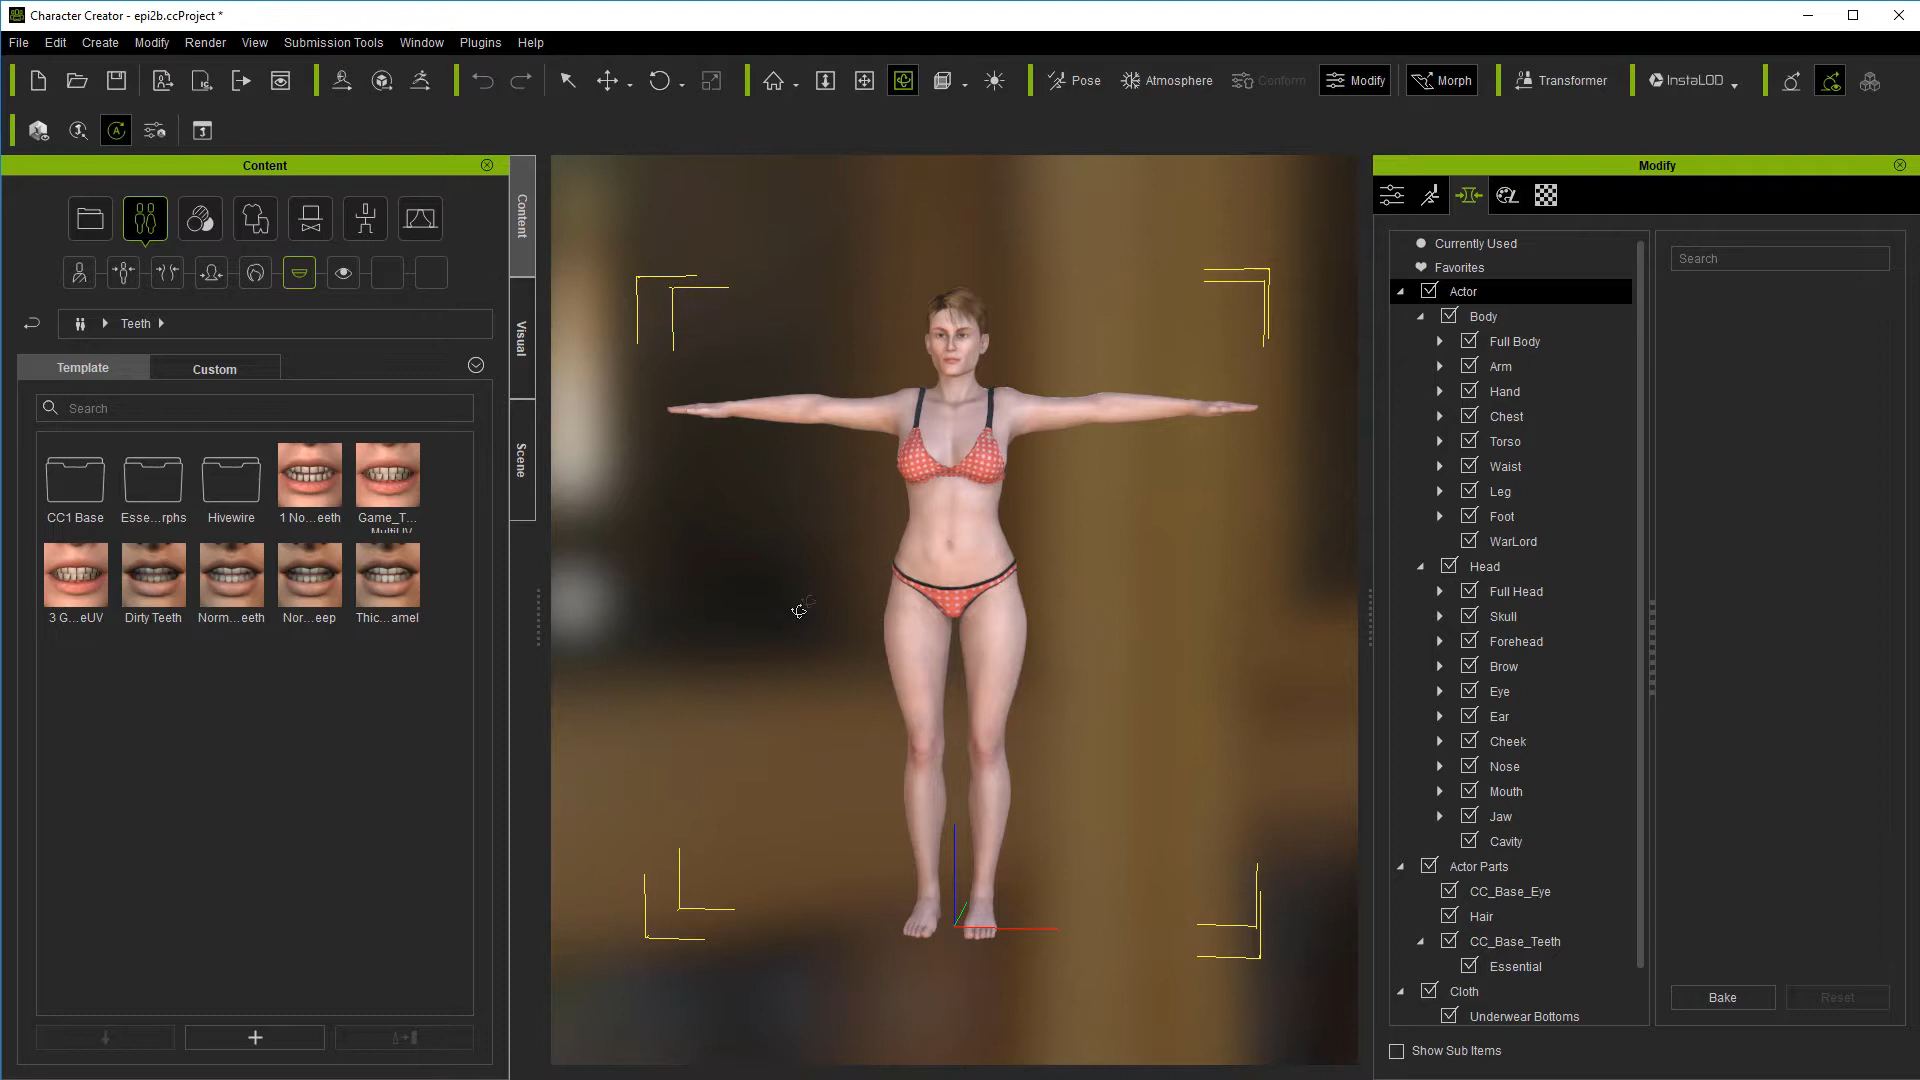 Character Creator - epi2b.ccProject *
File Edit Create Modify Render View Submission Tools Window Plugins Help
Pose Atmosphere Conform Modify Morph Transformer InstaLOD
Content
Modify
Content
Visual
Scene
Teeth
Template Custom
Search
CC1 Base Esse...rphs Hivewire 1 No...eeth Game_T...
MultiUV
3 G...eUV Dirty Teeth Norm...eeth Nor...eep Thic...amel
Currently Used
Favorites
Actor
Body
Full Body
Arm
Hand
Chest
Torso
Waist
Leg
Foot
WarLord
Head
Full Head
Skull
Forehead
Brow
Eye
Ear
Cheek
Nose
Mouth
Jaw
Cavity
Actor Parts
CC_Base_Eye
Hair
CC_Base_Teeth
Essential
Cloth
Underwear Bottoms
Show Sub Items
Search
Bake Reset